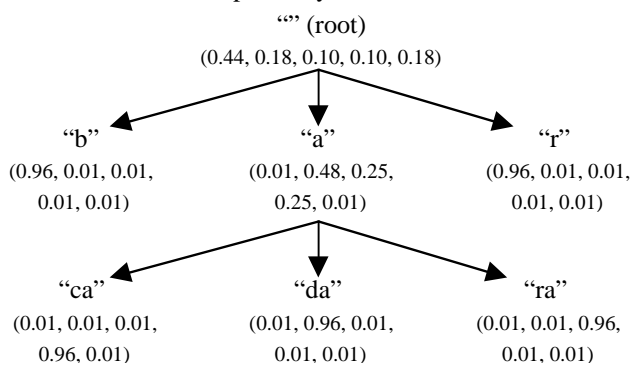 “” (root)
(0.44, 0.18, 0.10, 0.10, 0.18)
“b” “a” “r”
(0.96, 0.01, 0.01, (0.01, 0.48, 0.25, (0.96, 0.01, 0.01,
0.01, 0.01) 0.25, 0.01) 0.01, 0.01)
“ca” “da” “ra”
(0.01, 0.01, 0.01, (0.01, 0.96, 0.01, (0.01, 0.01, 0.96,
0.96, 0.01) 0.01, 0.01) 0.01, 0.01)